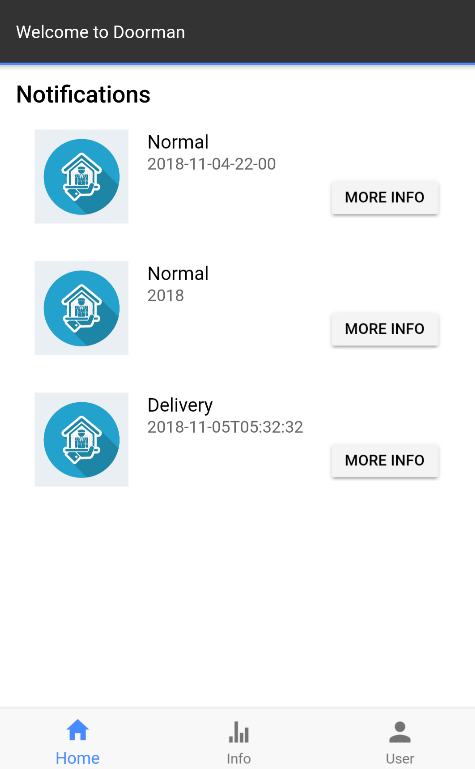 Welcome to Doorman
Notifications
Normal
2018-11-04-22-00
MORE INFO
Normal
2018
MORE INFO
Delivery
2018-11-05T05:32:32
MORE INFO
Home
Info
User